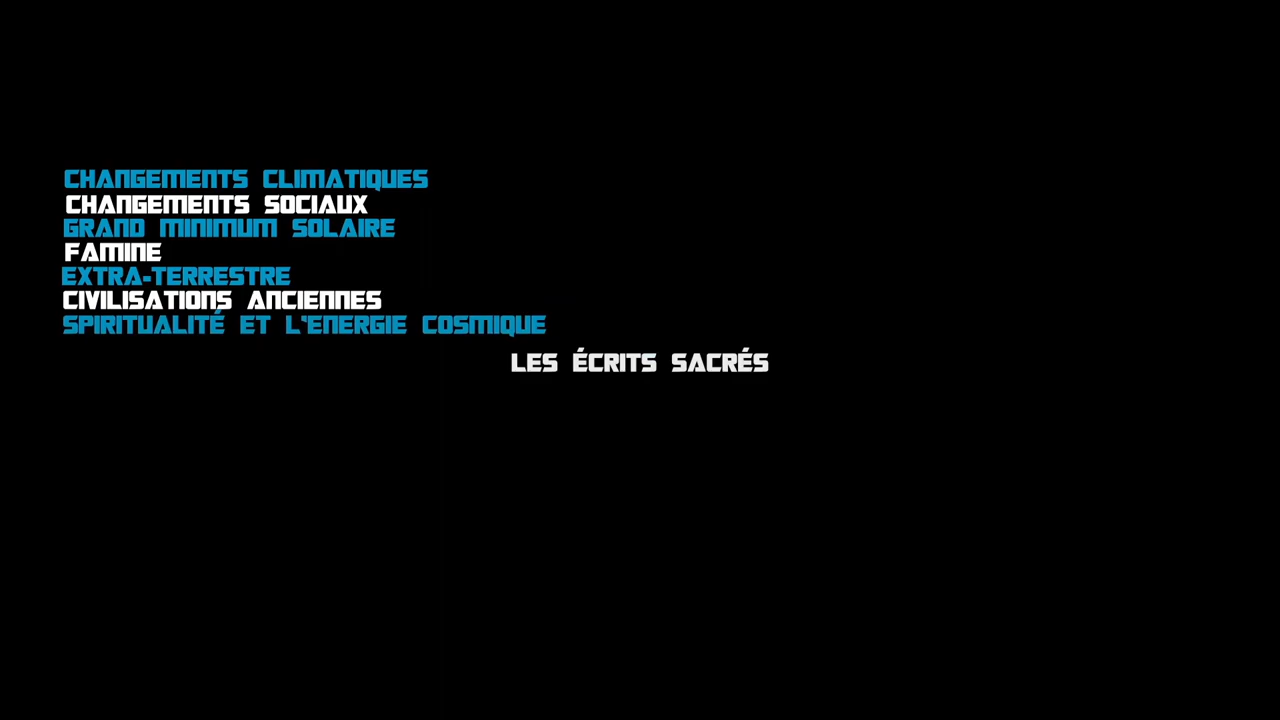 CHANGEMENTS CLIMATIQUES
CHANGEMENTS SOCIAUX
GRAND MINIMUM SOLAIRE
FAMINE
EXTRA-TERRESTRE
CIVILISATIONS ANCIENNES
SPIRITUALITÉ ET L'ENERGIE COSMIQUE
LES ÉCRITS SACRÉS